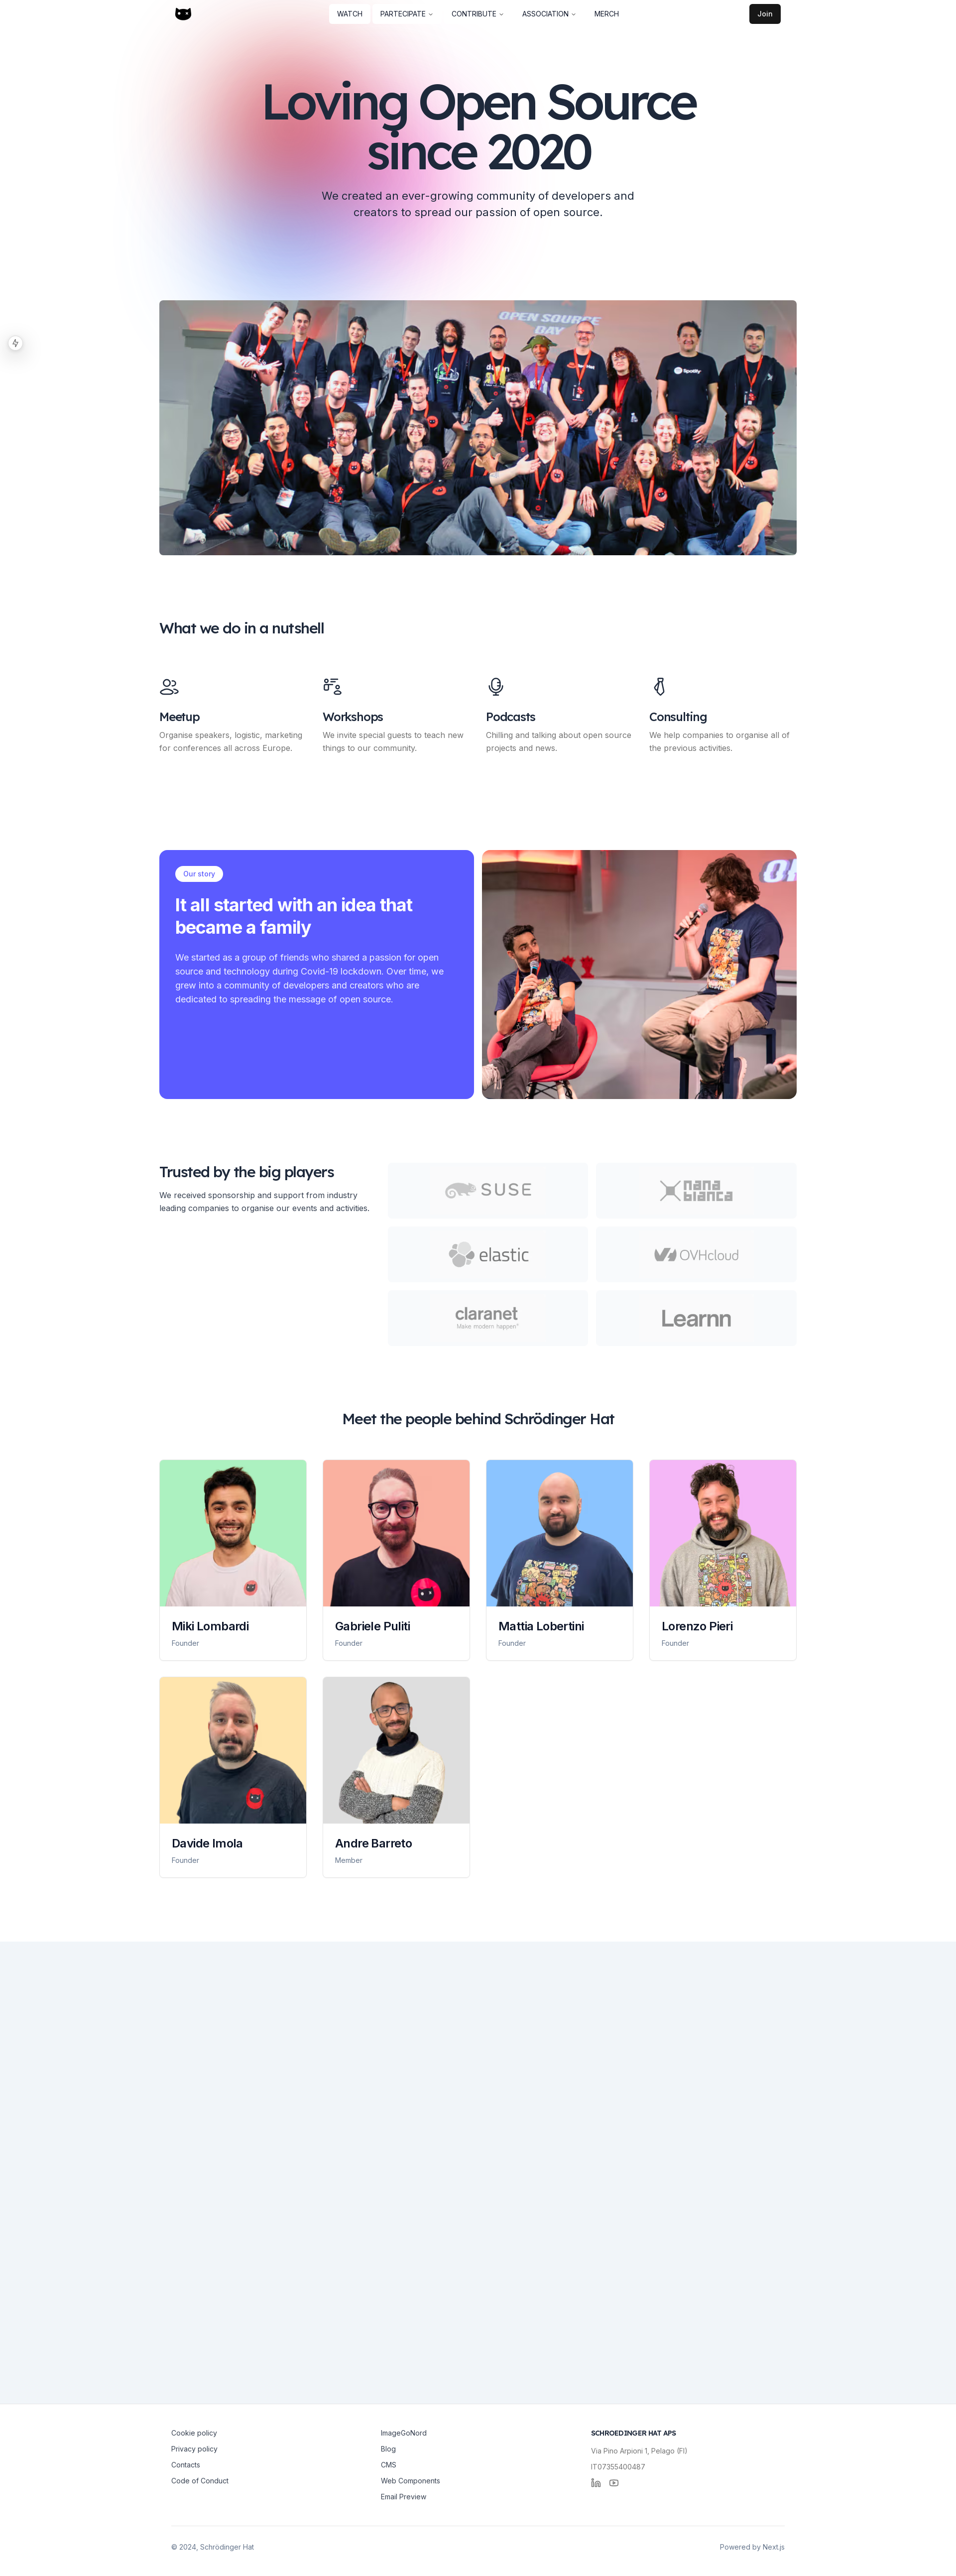 WATCH
PARTECIPATE
CONTRIBUTE
ASSOCIATION
MERCH
Join
Loving Open Source
since 2020
We created an ever-growing community of developers and
creators to spread our passion of open source.
OPEN SOURCE
DAY
Spotify
What we do in a nutshell
Meetup
Organise speakers, logistic, marketing
for conferences all across Europe.
Workshops
We invite special guests to teach new
things to our community.
Podcasts
Chilling and talking about open source
projects and news.
Consulting
We help companies to organise all of
the previous activities.
Our story
It all started with an idea that
became a family
We started as a group of friends who shared a passion for open
source and technology during Covid-19 lockdown. Over time, we
grew into a community of developers and creators who are
dedicated to spreading the message of open source.
Trusted by the big players
We received sponsorship and support from industry
leading companies to organise our events and activities.
SUSE
nana
bianca
elastic
OVHcloud
claranet
Make modern happen
Learnn
Meet the people behind Schrödinger Hat
Miki Lombardi
Founder
Gabriele Puliti
Founder
Mattia Lobertini
Founder
Lorenzo Pieri
Founder
Davide Imola
Founder
Andre Barreto
Member
Cookie policy
Privacy policy
Contacts
Code of Conduct
ImageGoNord
Blog
CMS
Web Components
Email Preview
SCHROEDINGER HAT APS
Via Pino Arpioni 1, Pelago (FI)
IT07355400487
© 2024, Schrödinger Hat
Powered by Next.js